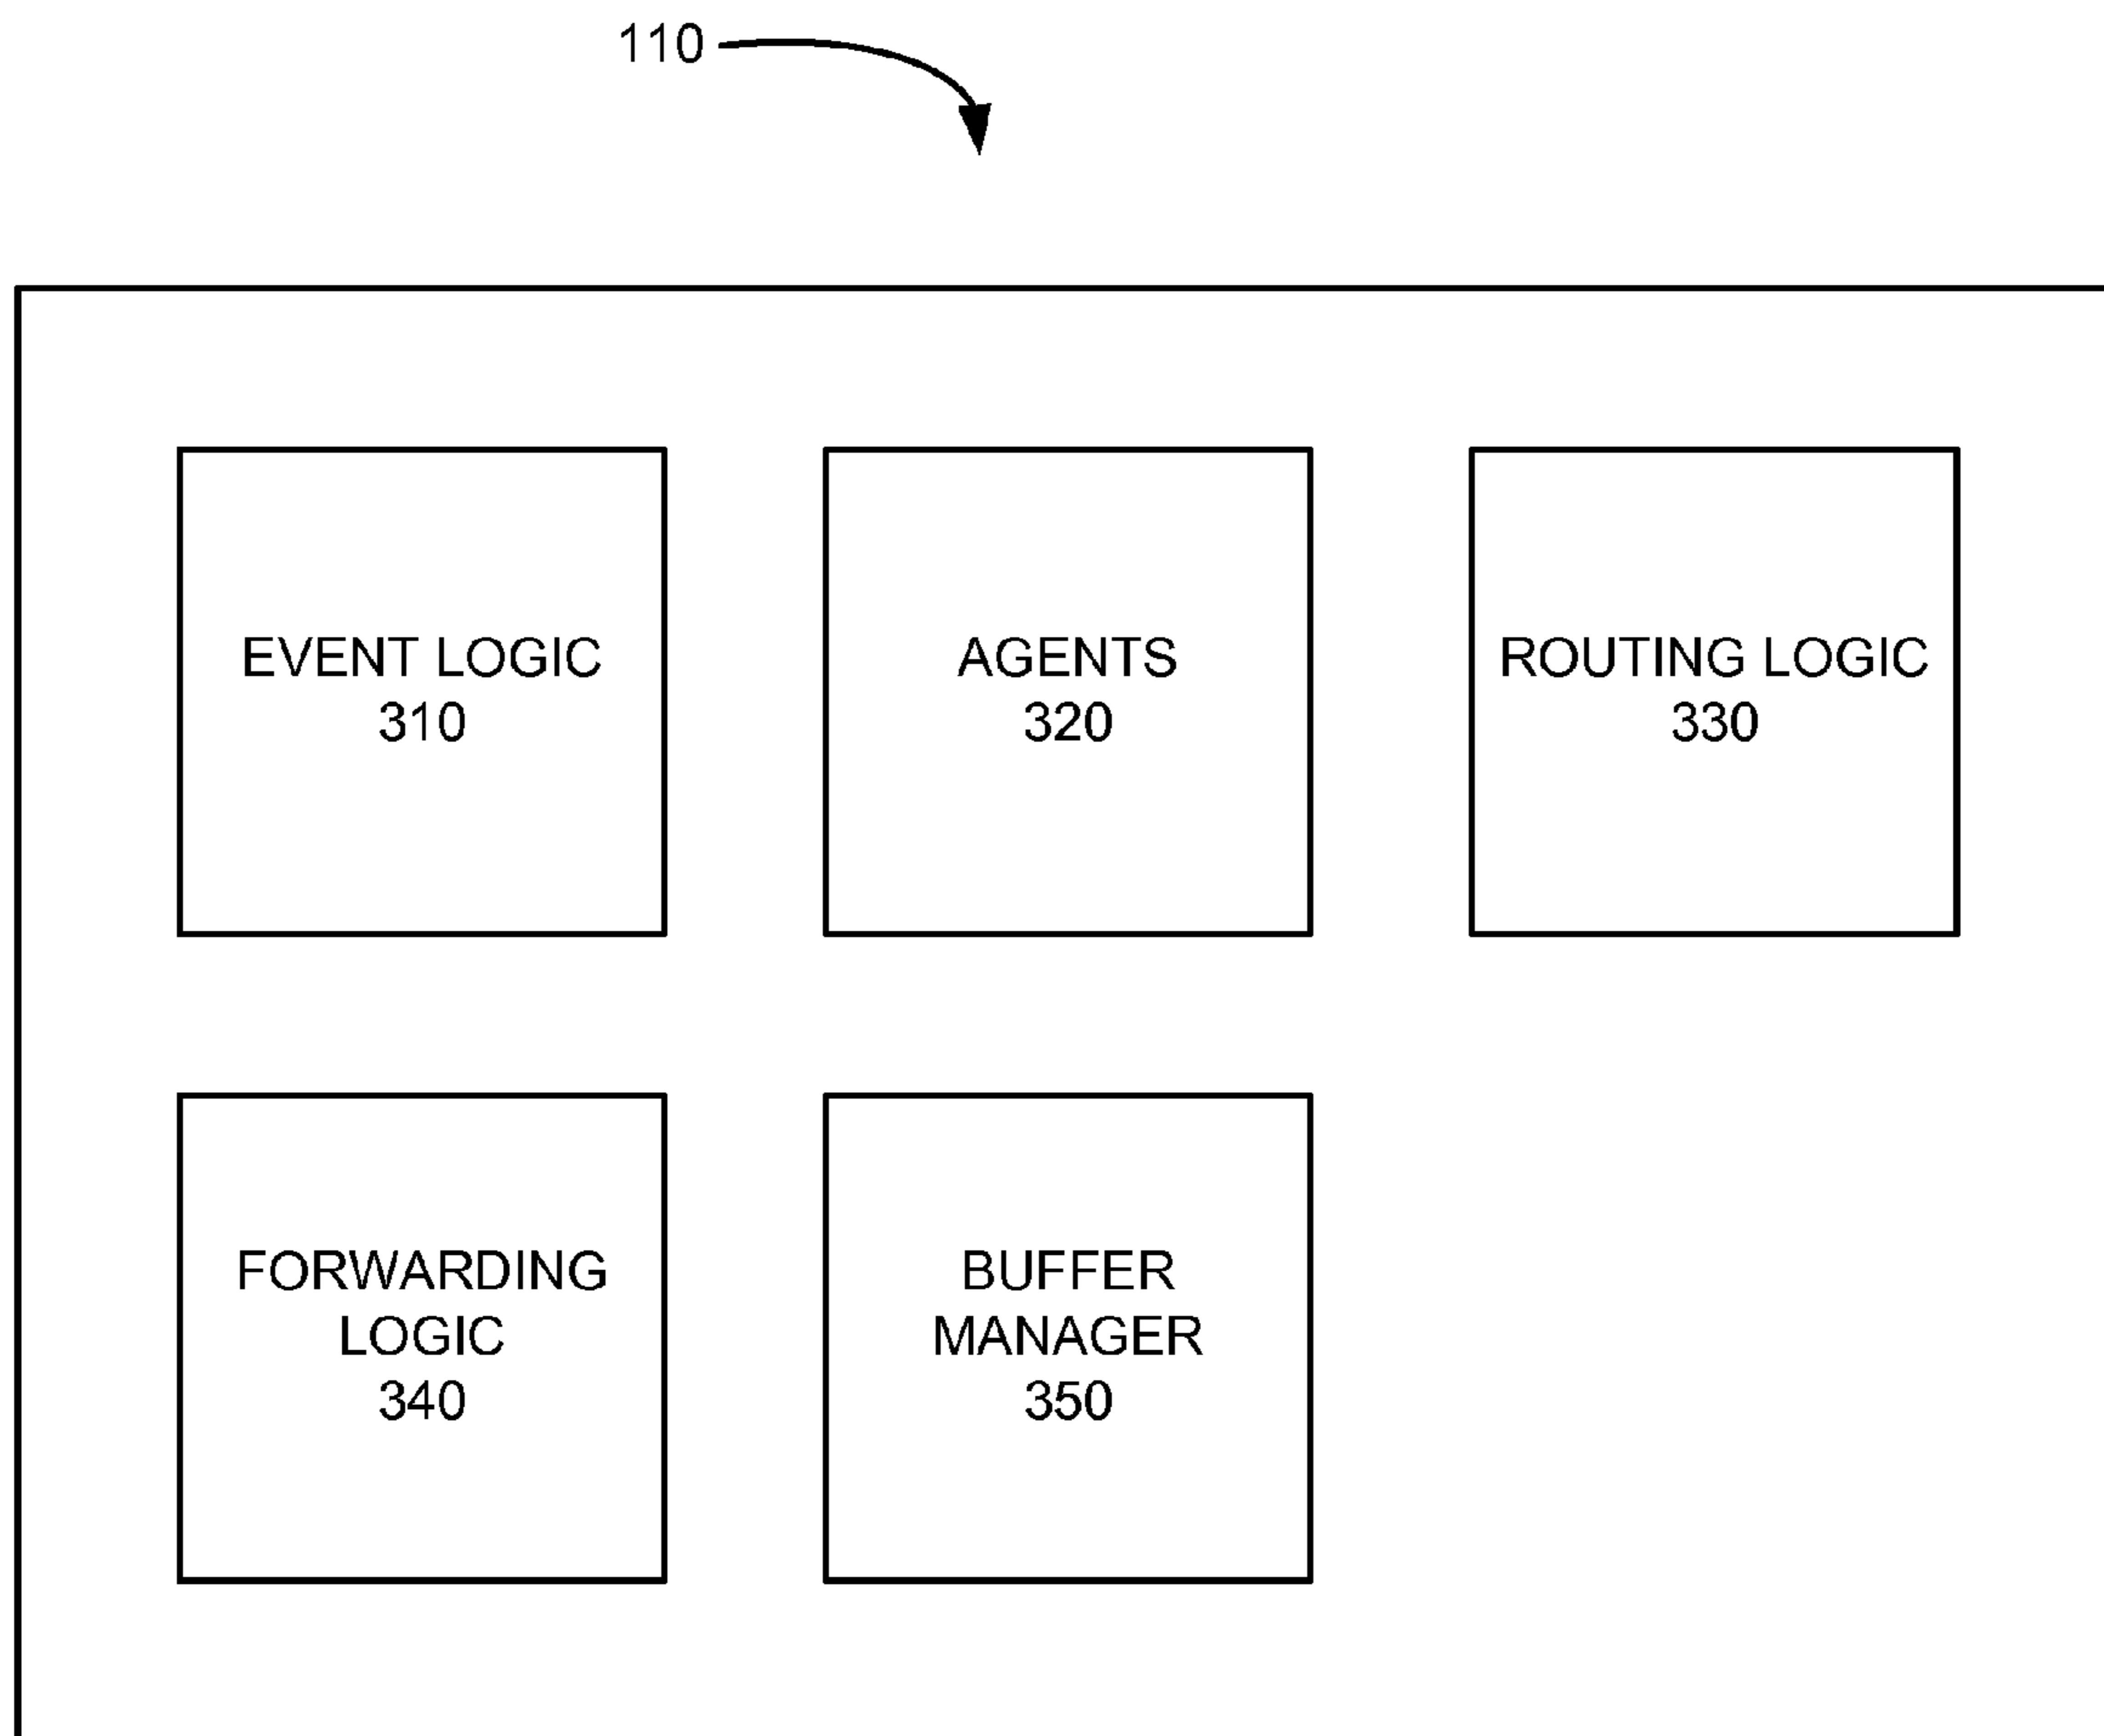 110
EVENT LOGIC
310
AGENTS
320
ROUTING LOGIC
330
FORWARDING
LOGIC
340
BUFFER
MANAGER
350